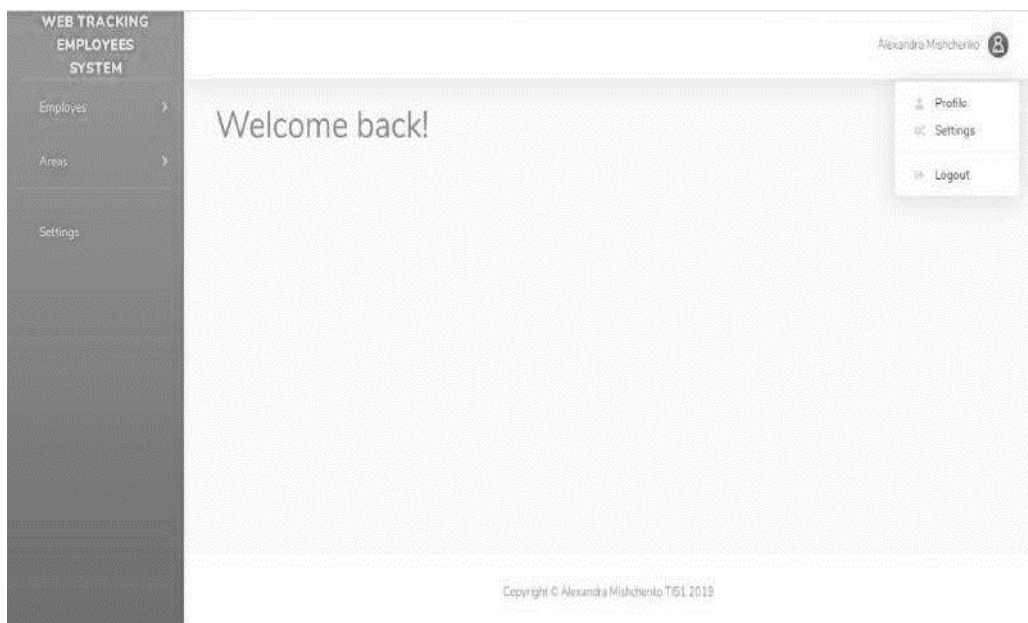 WEB TRACKING
EMPLOYEES
SYSTEM
Alexandra Mishchenko
Employes
Profile
Welcome back!
Settings
Areas
Logout
Settings
Copyright © Alexandra Mishchenko TI51 2019